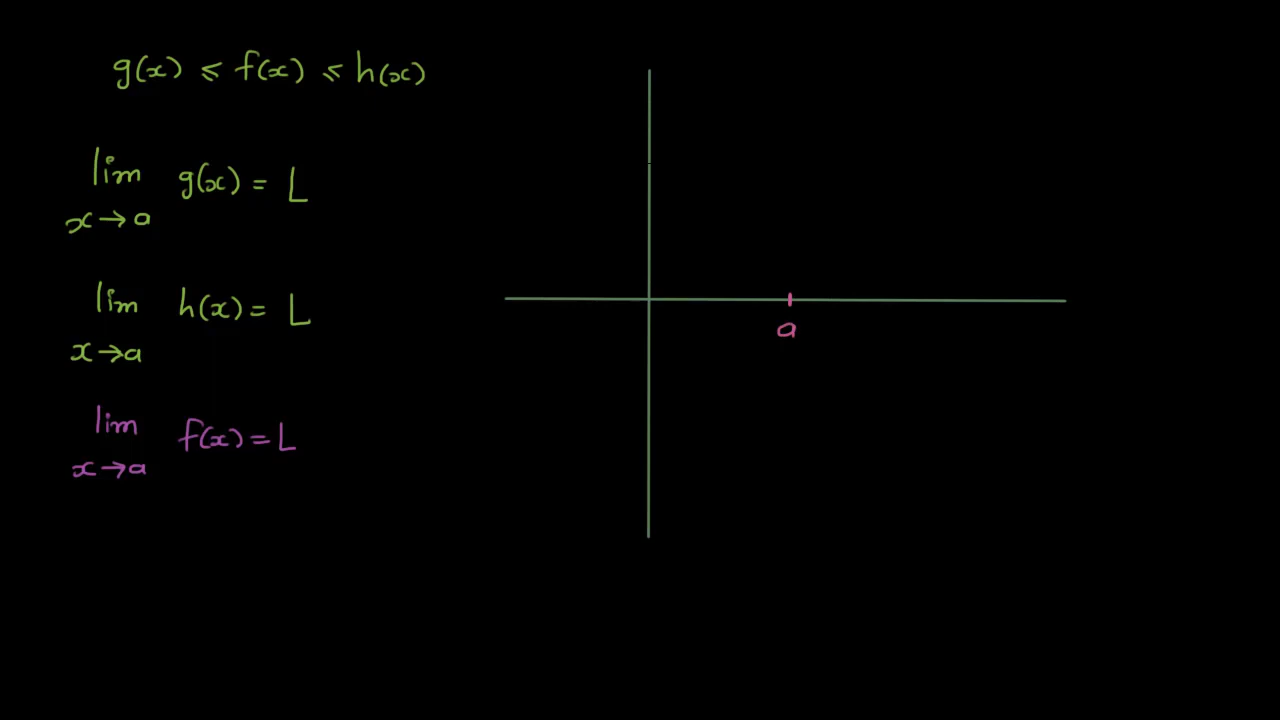 g(x) ⩽ f(x) ⩽ h(x)
lim g(x) = L
x→a
lim h(x) = L
x→a
a
lim f(x) = L
x→a